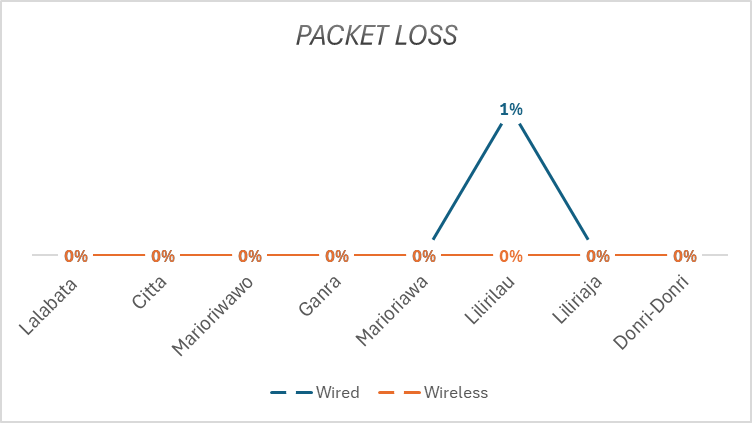 PACKET LOSS
1%
0% 0% 0% 0% 0% 0% 0% 0%
Lalabata Citta Marioriwawo Ganra Marioriawa Lilirilau Liliriaja Donri-Donri
Wired Wireless